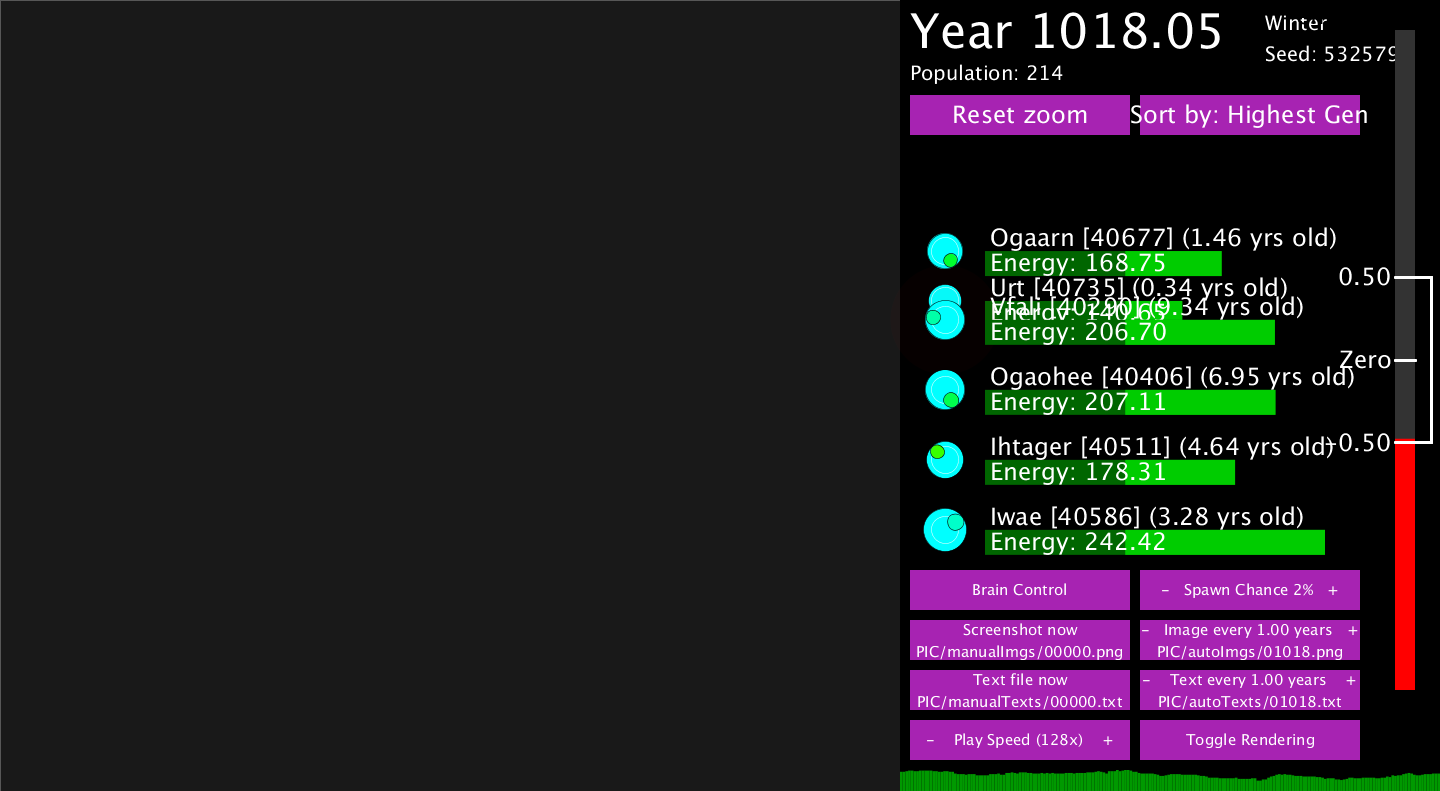 Year 1018.05
Winter
Seed: 532579
Population: 214
Reset zoom
Sort by: Highest Gen
Ogaarn [40677] (1.46 yrs old)
Energy: 168.75
Urt [40735] (0.34 yrs old)
Energy: 140.65
Vfali [40290] (9.34 yrs old)
Energy: 206.70
Ogaohee [40406] (6.95 yrs old)
Energy: 207.11
Ihtager [40511] (4.64 yrs old)
Energy: 178.31
Iwae [40586] (3.28 yrs old)
Energy: 242.42
0.50
Zero
-0.50
Brain Control
- Spawn Chance 2% +
Screenshot now
PIC/manualImgs/00000.png
- Image every 1.00 years +
PIC/autoImgs/01018.png
Text file now
PIC/manualTexts/00000.txt
- Text every 1.00 years +
PIC/autoTexts/01018.txt
- Play Speed (128x) +
Toggle Rendering